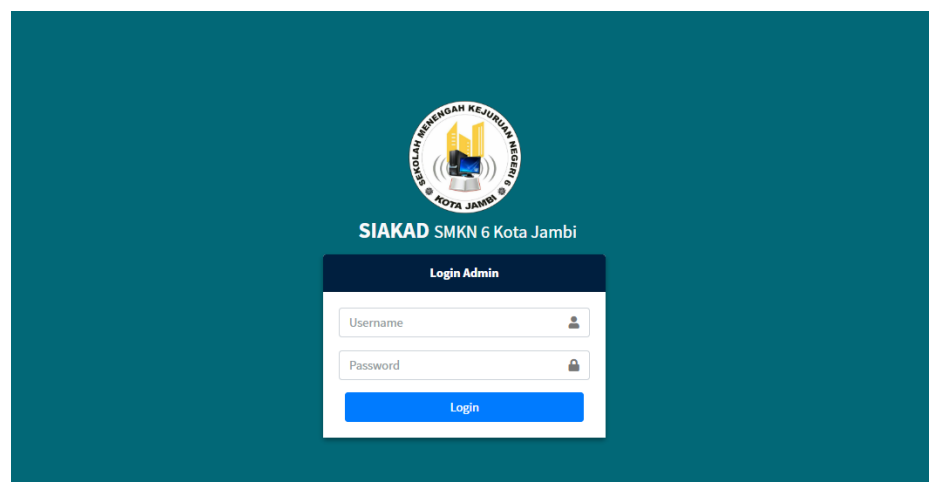 SEKOLAH MENENGAH KEJURUAN NEGERI 6
KOTA JAMBI
SIAKAD SMKN 6 Kota Jambi
Login Admin
Username
Password
Login